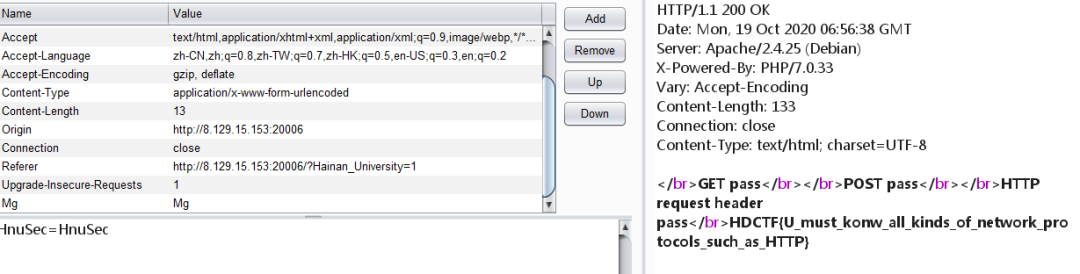 Name Value
Accept text/html,application/xhtml+xml,application/xml;q=0.9,image/webp,*/*...
Accept-Language zh-CN,zh;q=0.8,zh-TW;q=0.7,zh-HK;q=0.5,en-US;q=0.3,en;q=0.2
Accept-Encoding gzip, deflate
Content-Type application/x-www-form-urlencoded
Content-Length 13
Origin http://8.129.15.153:20006
Connection close
Referer http://8.129.15.153:20006/?Hainan_University=1
Upgrade-Insecure-Requests 1
Mg Mg
HnuSec=HnuSec
Add
Remove
Up
Down
HTTP/1.1 200 OK
Date: Mon, 19 Oct 2020 06:56:38 GMT
Server: Apache/2.4.25 (Debian)
X-Powered-By: PHP/7.0.33
Vary: Accept-Encoding
Content-Length: 133
Connection: close
Content-Type: text/html; charset=UTF-8
</br>GET pass</br></br>POST pass</br></br>HTTP
request header
pass</br>HDCTF{U_must_konw_all_kinds_of_network_pro
tocols_such_as_HTTP}